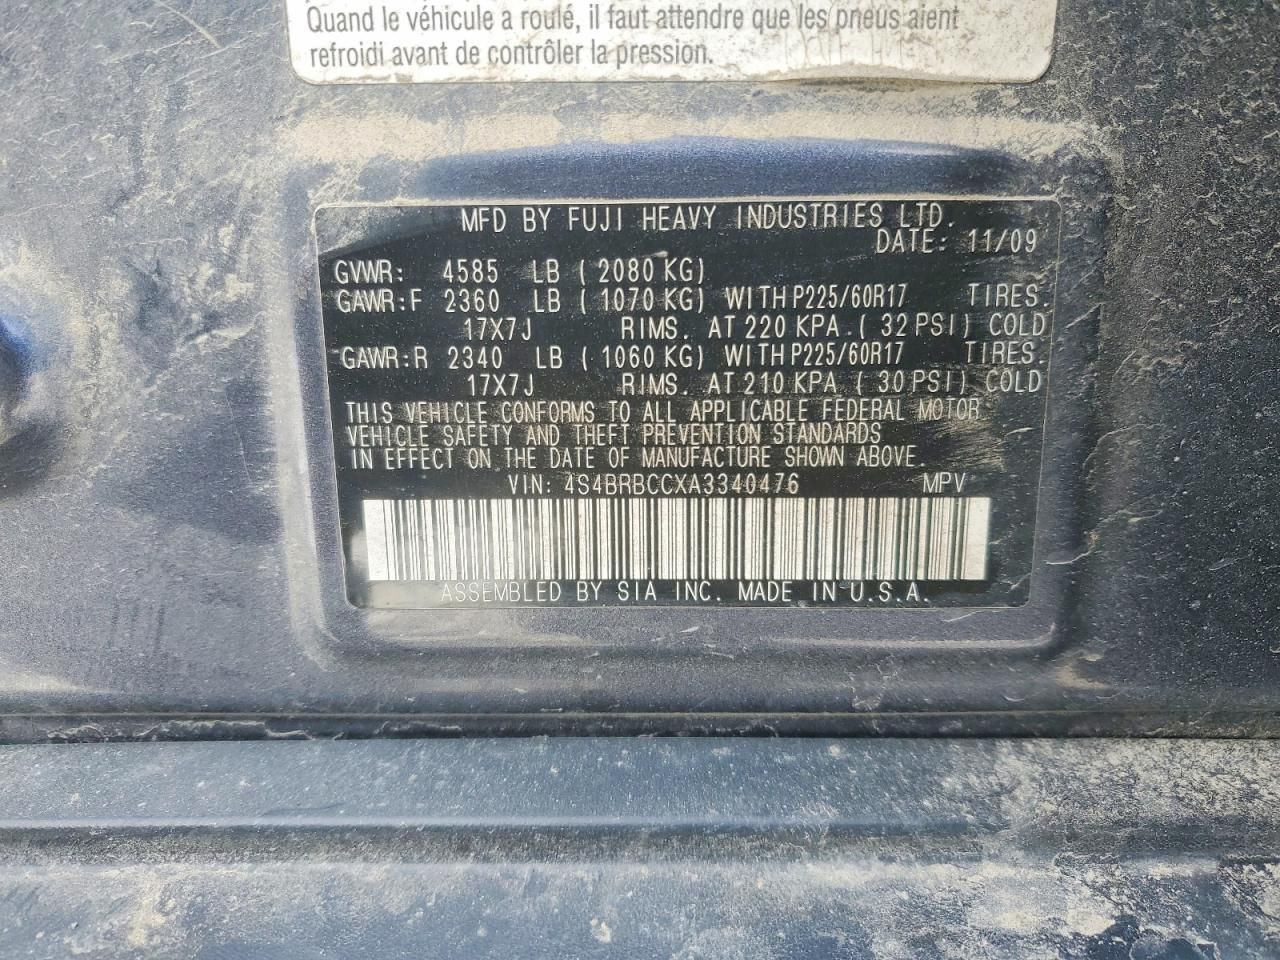 Quand le véhicule a roulé, il faut attendre que les pneus aient
refroidi avant de contrôler la pression.
MFD BY FUJI HEAVY INDUSTRIES LTD.
DATE: 11/09
GVWR: 4585 LB ( 2080 KG)
GAWR:F 2360 LB ( 1070 KG) WITH P225/60R17 TIRES.
17X7J RIMS. AT 220 KPA. ( 32 PSI) COLD
GAWR:R 2340 LB ( 1060 KG) WITH P225/60R17 TIRES.
17X7J RIMS. AT 210 KPA ( 30 PSI) COLD
THIS VEHICLE CONFORMS TO ALL APPLICABLE FEDERAL MOTOR
VEHICLE SAFETY AND THEFT PREVENTION STANDARDS
IN EFFECT ON THE DATE OF MANUFACTURE SHOWN ABOVE.
VIN: 4S4BRBCCXA3340476 MPV
ASSEMBLED BY SIA INC. MADE IN U.S.A.